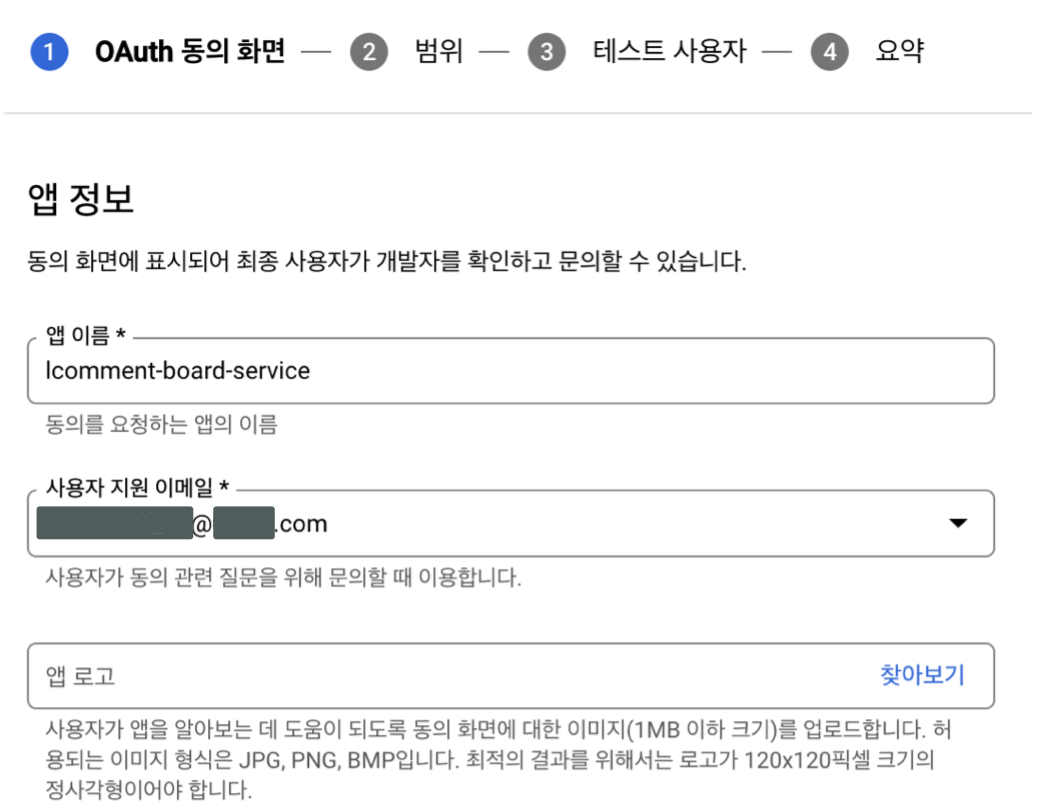 1 OAuth 동의 화면 — 2 범위 — 3 테스트 사용자 — 4 요약
앱 정보
동의 화면에 표시되어 최종 사용자가 개발자를 확인하고 문의할 수 있습니다.
앱 이름 *
lcomment-board-service
동의를 요청하는 앱의 이름
사용자 지원 이메일 *
@ .com
사용자가 동의 관련 질문을 위해 문의할 때 이용합니다.
앱 로고 찾아보기
사용자가 앱을 알아보는 데 도움이 되도록 동의 화면에 대한 이미지(1MB 이하 크기)를 업로드합니다. 허
용되는 이미지 형식은 JPG, PNG, BMP입니다. 최적의 결과를 위해서는 로고가 120x120픽셀 크기의
정사각형이어야 합니다.